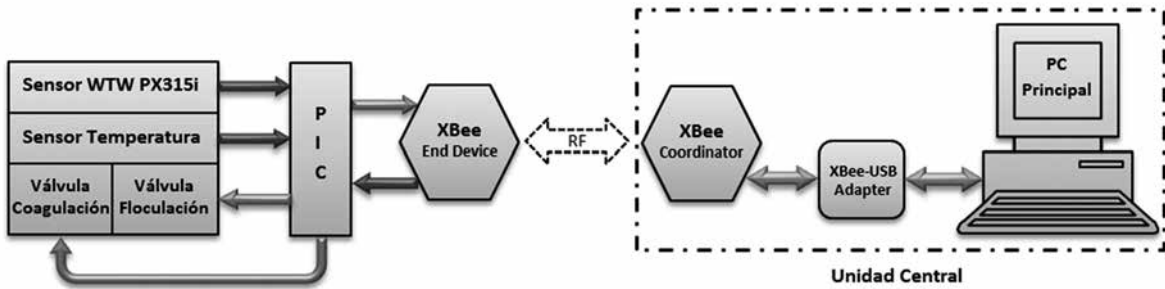 Sensor WTW PX315i
Sensor Temperatura
Válvula
Coagulación
Válvula
Floculación
P
I
C
XBee
End Device
RF
XBee
Coordinator
XBee-USB
Adapter
PC
Principal
Unidad Central